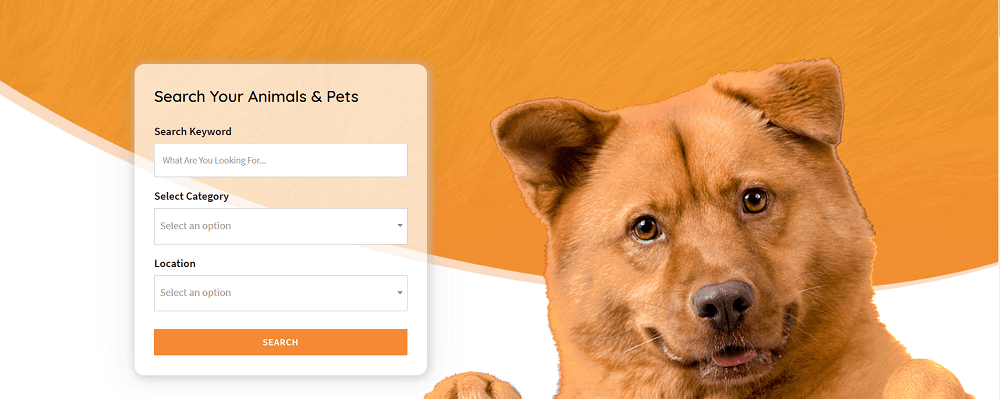 Search Your Animals & Pets
Search Keyword
What Are You Looking For...
Select Category
Select an option
Location
Select an option
SEARCH